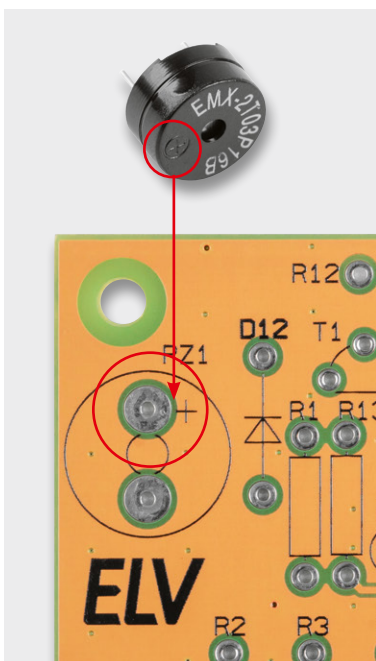 EMX-2T03P16B
+
R12
D12
T1
PZ1
+
R1
R13
ELV
R2
R3